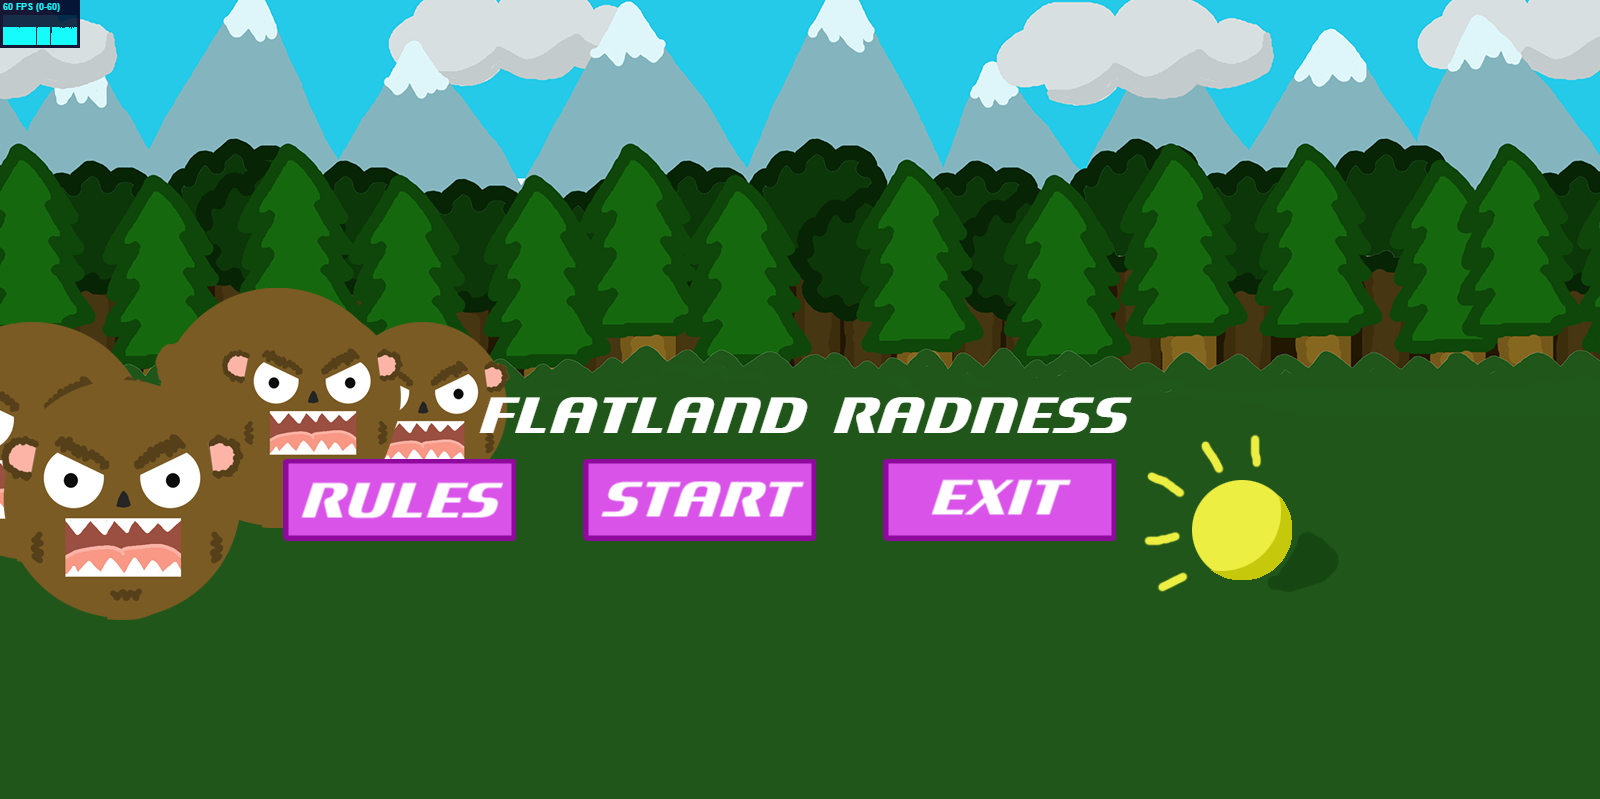 60 FPS (0-60)
FLATLAND RADNESS
RULES
START
EXIT